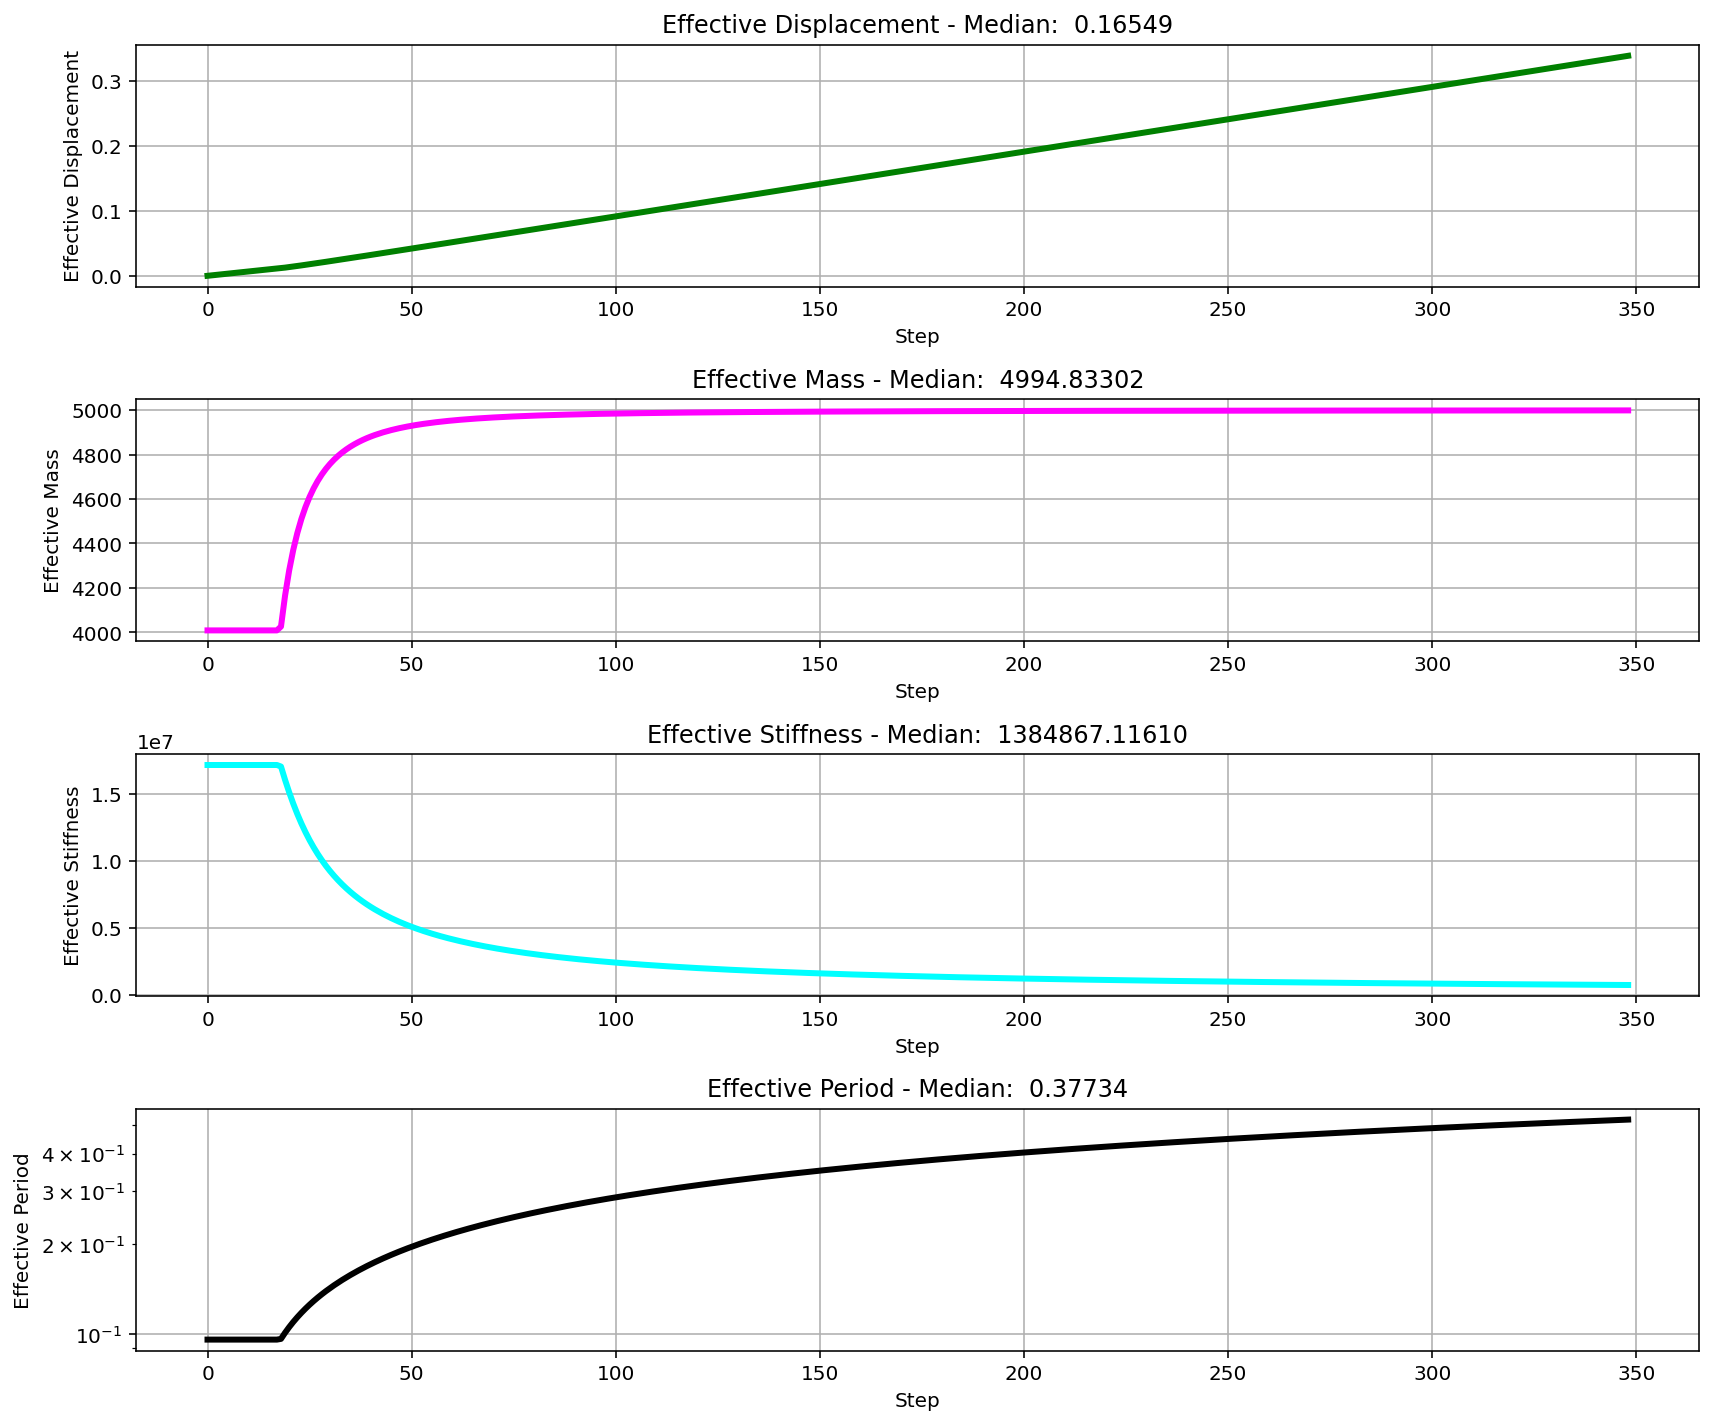 Effective Displacement - Median:  0.16549
Effective Displacement
0.3
0.2
0.1
0.0
0 50 100 150 200 250 300 350
Step
Effective Mass - Median:  4994.83302
Effective Mass
5000
4800
4600
4400
4200
4000
0 50 100 150 200 250 300 350
Step
Effective Stiffness - Median:  1384867.11610
1e7
Effective Stiffness
1.5
1.0
0.5
0.0
0 50 100 150 200 250 300 350
Step
Effective Period - Median:  0.37734
Effective Period
4 × 10⁻¹
3 × 10⁻¹
2 × 10⁻¹
10⁻¹
0 50 100 150 200 250 300 350
Step